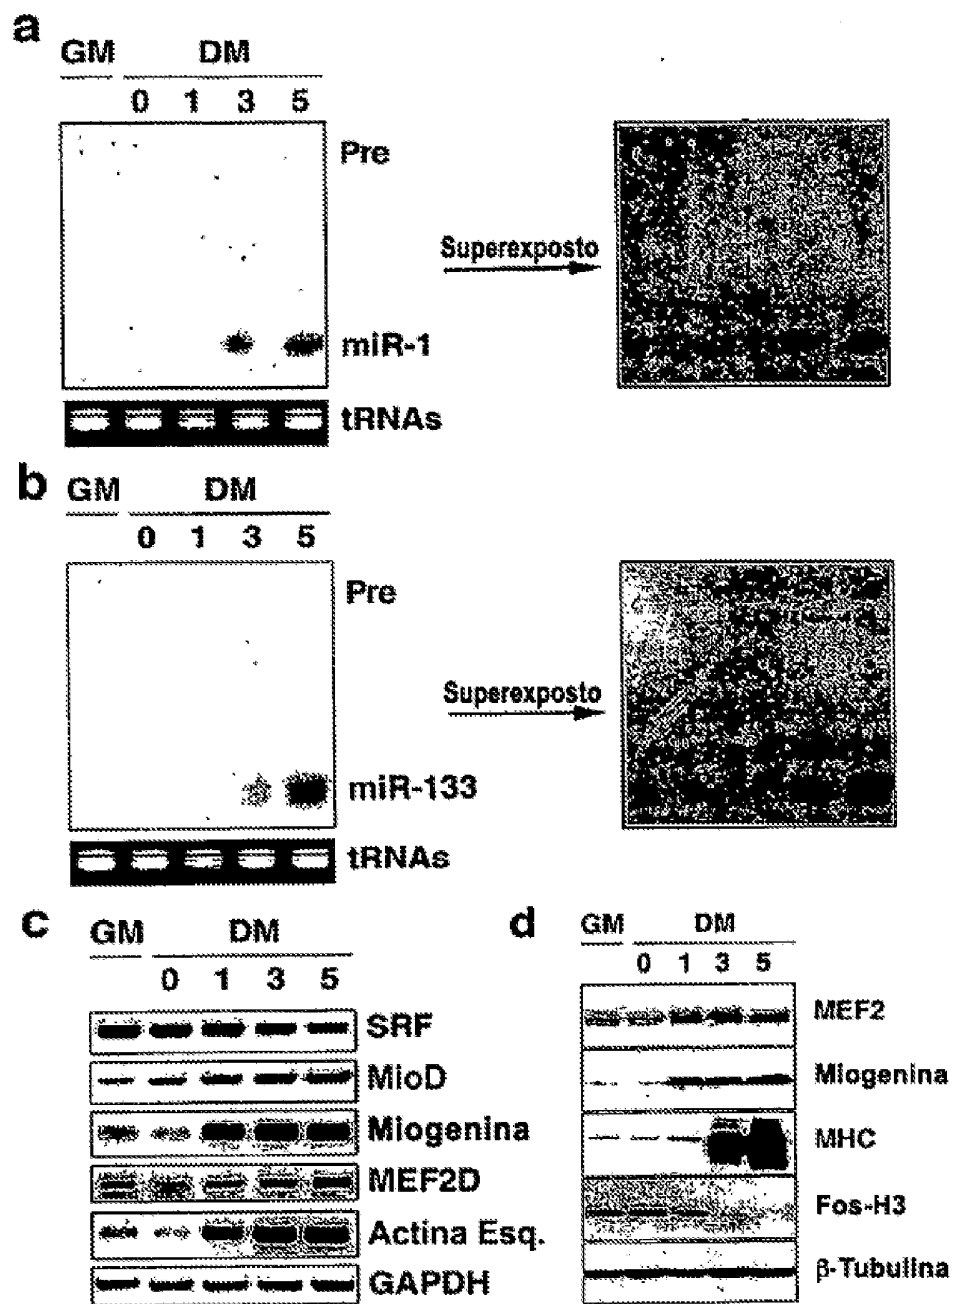 a
GM DM
0 1 3 5
Pre
Superexposto
miR-1
tRNAs
b
GM DM
0 1 3 5
Pre
Superexposto
miR-133
tRNAs
c
GM DM
0 1 3 5
SRF
MioD
Miogenina
MEF2D
Actina Esq.
GAPDH
d
GM DM
0 1 3 5
MEF2
Miogenina
MHC
Fos-H3
β-Tubulina